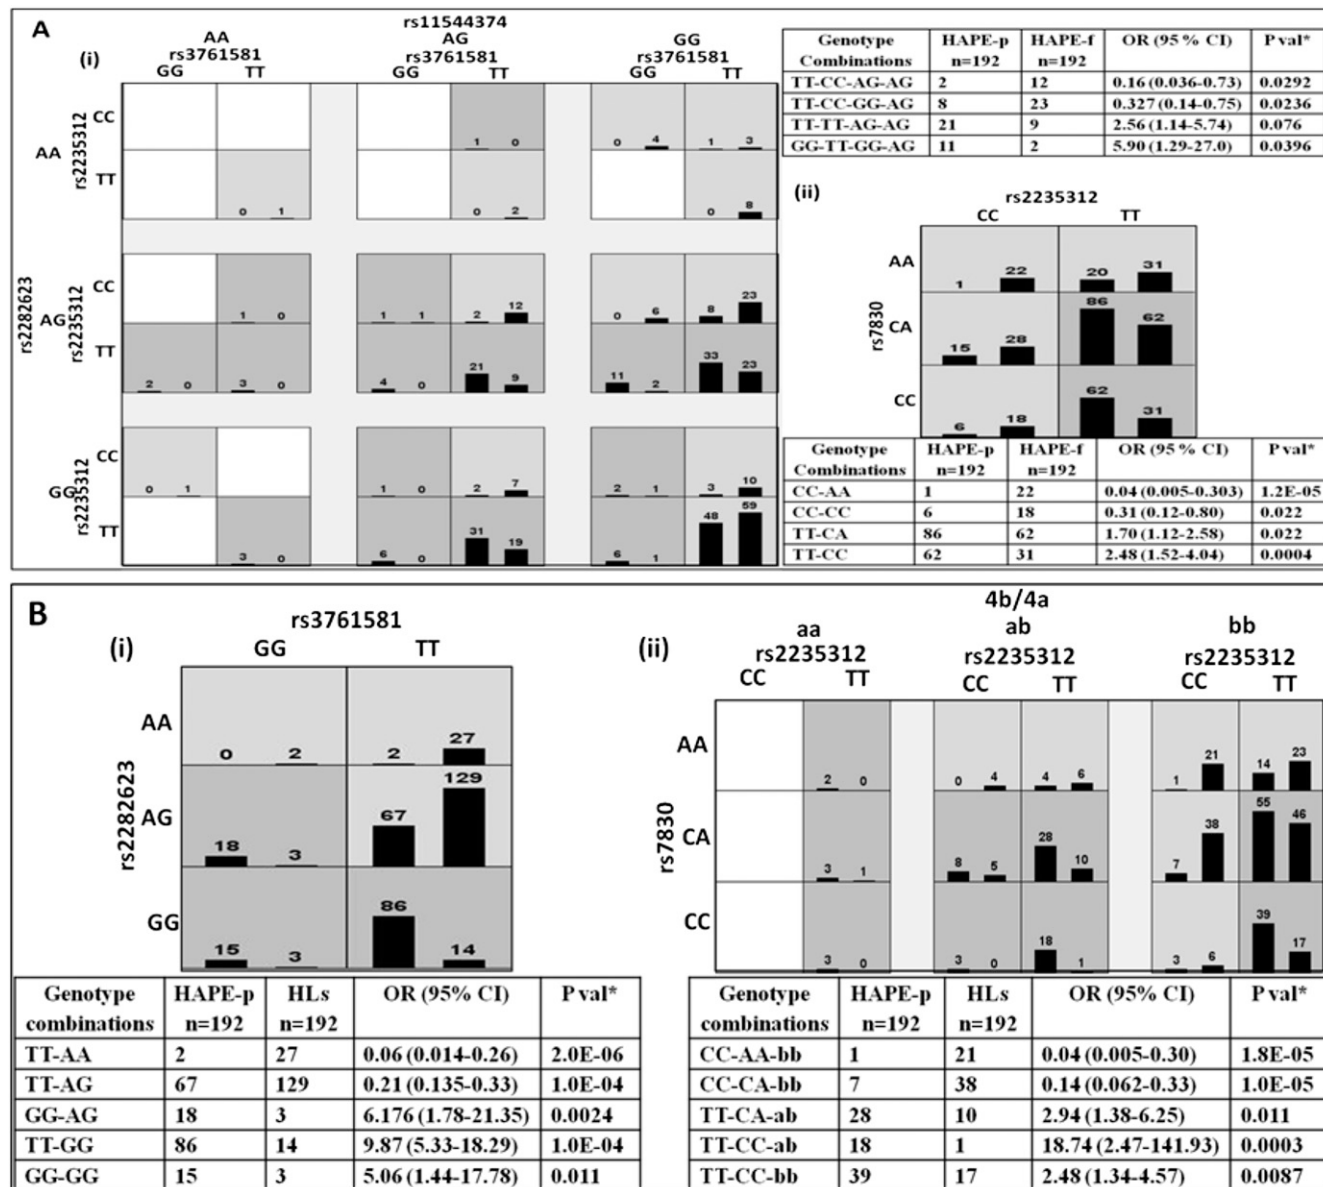 A
(i)
rs11544374
AA AG GG
rs3761581 rs3761581 rs3761581
GG TT GG TT GG TT
rs2282623
AA
rs2235312
CC
1 0 0 4 1 3
TT
0 1 0 2 0 8
AG
rs2235312
CC
1 0 1 1 2 12 0 6 8 23
TT
2 0 3 0 4 0 21 9 11 2 33 23
GG
rs2235312
CC
0 1 1 0 2 7 2 1 3 10
TT
3 0 6 0 31 19 6 1 48 59
Genotype Combinations HAPE-p n=192 HAPE-f n=192 OR (95 % CI) P val*
TT-CC-AG-AG 2 12 0.16 (0.036-0.73) 0.0292
TT-CC-GG-AG 8 23 0.327 (0.14-0.75) 0.0236
TT-TT-AG-AG 21 9 2.56 (1.14-5.74) 0.076
GG-TT-GG-AG 11 2 5.90 (1.29-27.0) 0.0396
(ii)
rs2235312
CC TT
rs7830
AA 1 22 20 31
CA 15 28 86 62
CC 6 18 62 31
Genotype Combinations HAPE-p n=192 HAPE-f n=192 OR (95 % CI) P val*
CC-AA 1 22 0.04 (0.005-0.303) 1.2E-05
CC-CC 6 18 0.31 (0.12-0.80) 0.022
TT-CA 86 62 1.70 (1.12-2.58) 0.022
TT-CC 62 31 2.48 (1.52-4.04) 0.0004
B
(i)
rs3761581
GG TT
rs2282623
AA 0 2 2 27
AG 18 3 67 129
GG 15 3 86 14
Genotype combinations HAPE-p n=192 HLs n=192 OR (95% CI) P val*
TT-AA 2 27 0.06 (0.014-0.26) 2.0E-06
TT-AG 67 129 0.21 (0.135-0.33) 1.0E-04
GG-AG 18 3 6.176 (1.78-21.35) 0.0024
TT-GG 86 14 9.87 (5.33-18.29) 1.0E-04
GG-GG 15 3 5.06 (1.44-17.78) 0.011
(ii)
4b/4a
aa ab bb
rs2235312 rs2235312 rs2235312
CC TT CC TT CC TT
rs7830
AA 2 0 0 4 4 6 1 21 14 23
CA 3 1 8 5 28 10 7 38 55 46
CC 3 0 3 0 18 1 3 6 39 17
Genotype combinations HAPE-p n=192 HLs n=192 OR (95% CI) P val*
CC-AA-bb 1 21 0.04 (0.005-0.30) 1.8E-05
CC-CA-bb 7 38 0.14 (0.062-0.33) 1.0E-05
TT-CA-ab 28 10 2.94 (1.38-6.25) 0.011
TT-CC-ab 18 1 18.74 (2.47-141.93) 0.0003
TT-CC-bb 39 17 2.48 (1.34-4.57) 0.0087